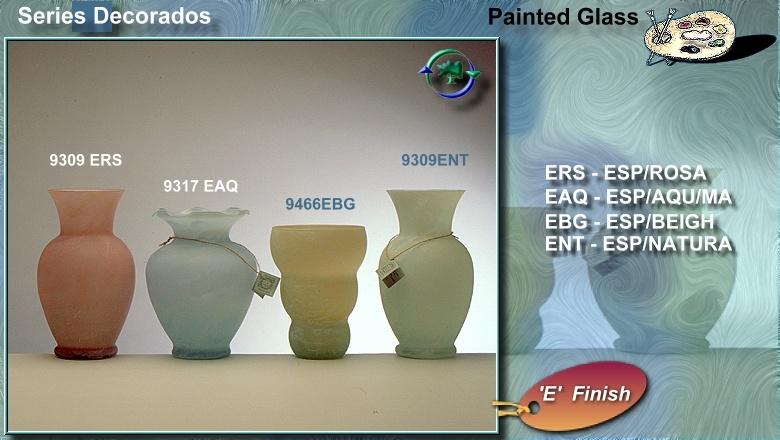 Series Decorados
Painted Glass
9309 ERS
9317 EAQ
9466EBG
9309ENT
ERS - ESP/ROSA
EAQ - ESP/AQU/MA
EBG - ESP/BEIGH
ENT - ESP/NATURA
'E' Finish